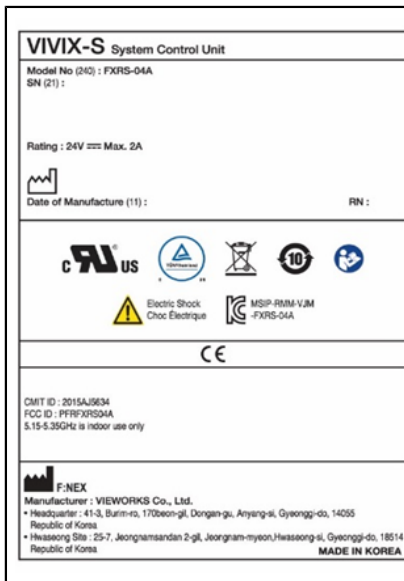 VIVIX-S System Control Unit
Model No (240) : FXRS-04A
SN (21) :
Rating : 24V ⎓ Max. 2A
Date of Manufacture (11) :
RN :
c RU US
10
Electric Shock
Choc Électrique
MSIP-RMM-VJM
-FXRS-04A
CE
CMIT ID : 2015AJ5634
FCC ID : PFRFXRS04A
5.15-5.35GHz is indoor use only
F:NEX
Manufacturer : VIEWORKS Co., Ltd.
• Headquarter : 41-3, Burim-ro, 170beon-gil, Dongan-gu, Anyang-si, Gyeonggi-do, 14055
Republic of Korea
• Hwaseong Site : 25-7, Jeongnamsandan 2-gil, Jeongnam-myeon,Hwaseong-si, Gyeonggi-do, 18514
Republic of Korea
MADE IN KOREA